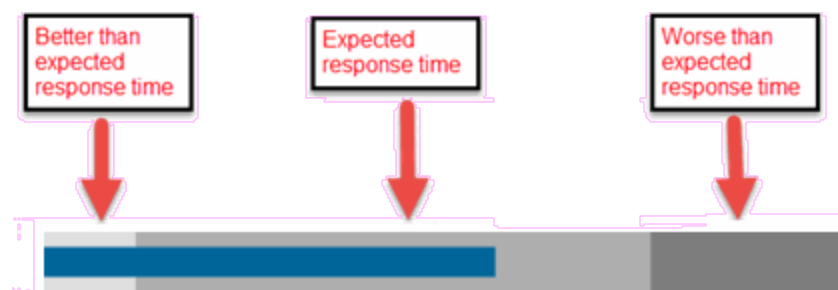 Better than
expected
response time
Expected
response time
Worse than
expected
response time